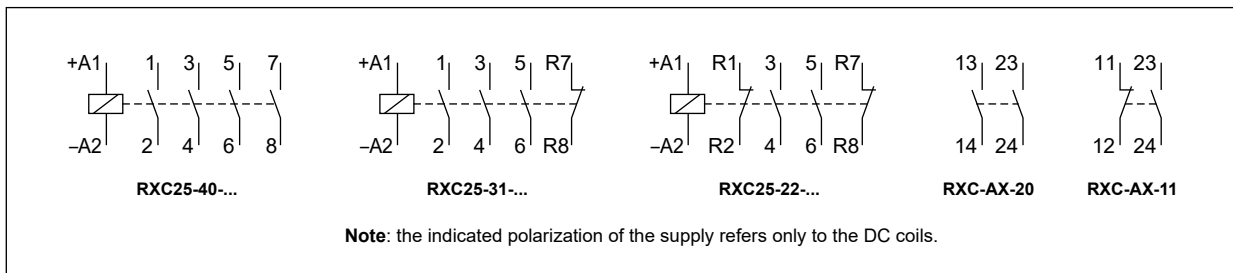 +A1 1 3 5 7 +A1 1 3 5 R7 +A1 R1 3 5 R7 13 23 11 23
–A2 2 4 6 8 –A2 2 4 6 R8 –A2 R2 4 6 R8 14 24 12 24
RXC25-40-... RXC25-31-... RXC25-22-... RXC-AX-20 RXC-AX-11
Note: the indicated polarization of the supply refers only to the DC coils.